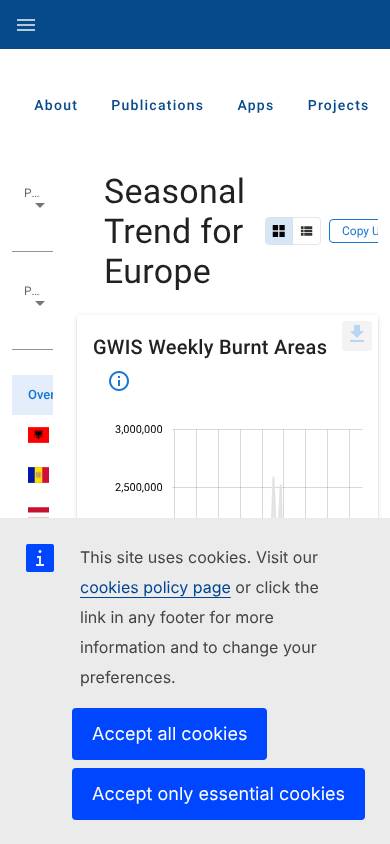 About Publications Apps Projects
P...
Seasonal
Trend for
Europe
Copy U
P...
GWIS Weekly Burnt Areas
Over
3,000,000
2,500,000
This site uses cookies. Visit our
cookies policy page or click the
link in any footer for more
information and to change your
preferences.
Accept all cookies
Accept only essential cookies